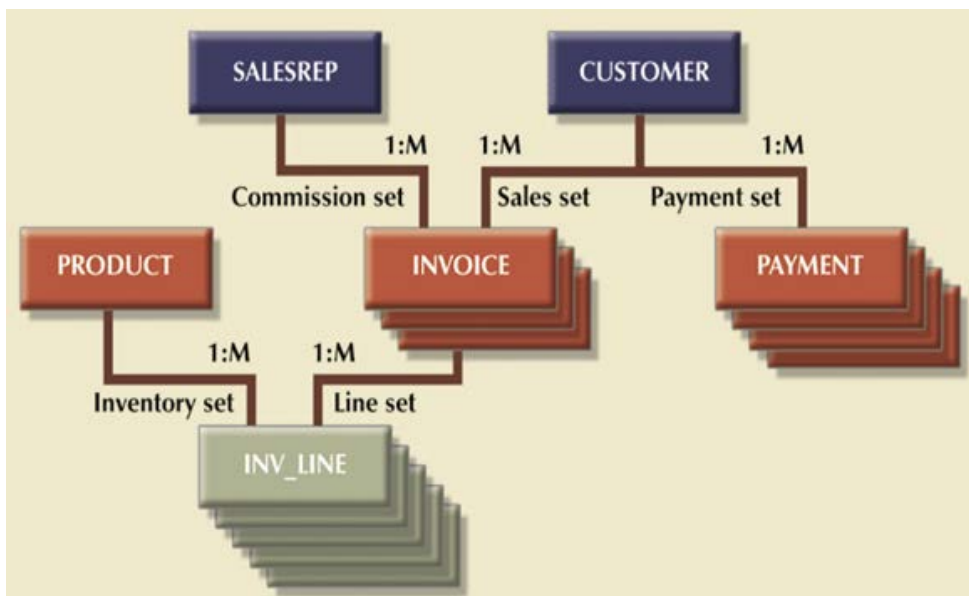 SALESREP
CUSTOMER
1:M
1:M
1:M
Commission set
Sales set
Payment set
PRODUCT
INVOICE
PAYMENT
1:M
1:M
Inventory set
Line set
INV_LINE